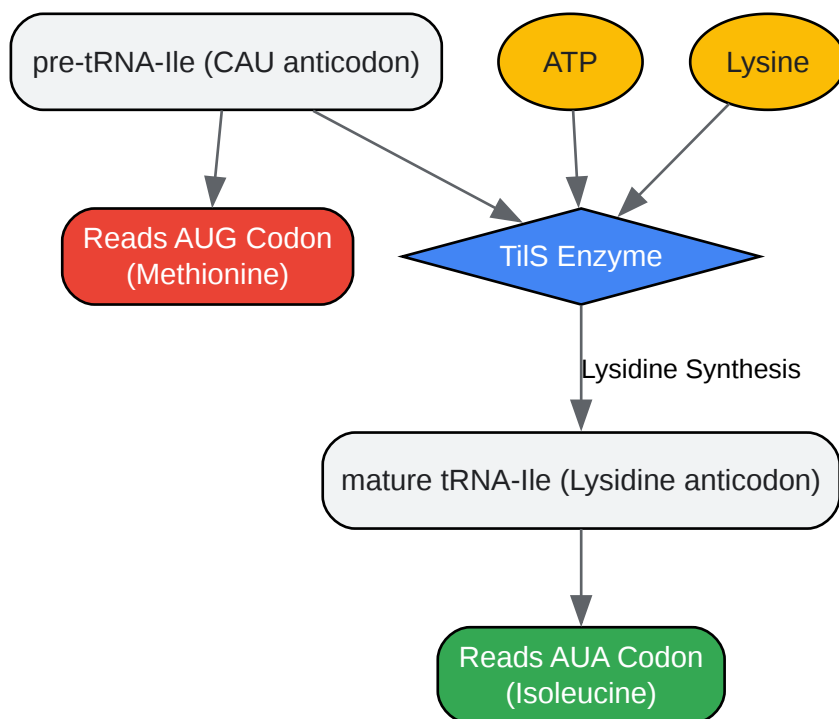 pre-tRNA-Ile (CAU anticodon)
ATP
Lysine
Reads AUG Codon
(Methionine)
TilS Enzyme
Lysidine Synthesis
mature tRNA-Ile (Lysidine anticodon)
Reads AUA Codon
(Isoleucine)